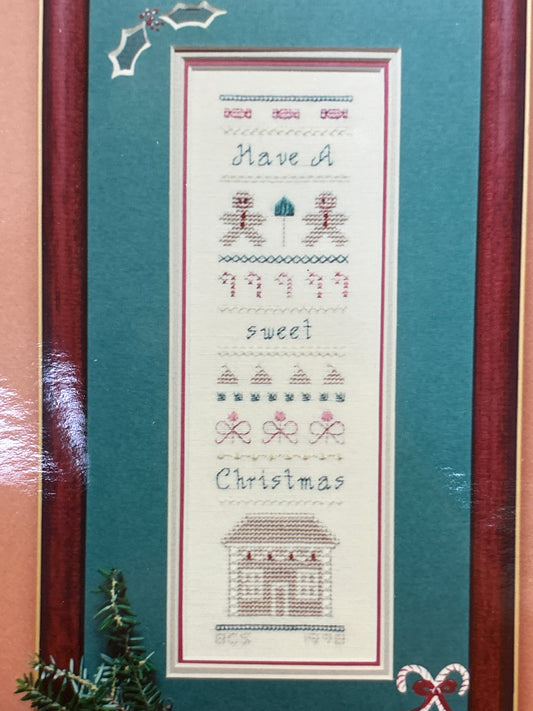 Have A
sweet
Christmas
BCS 1998